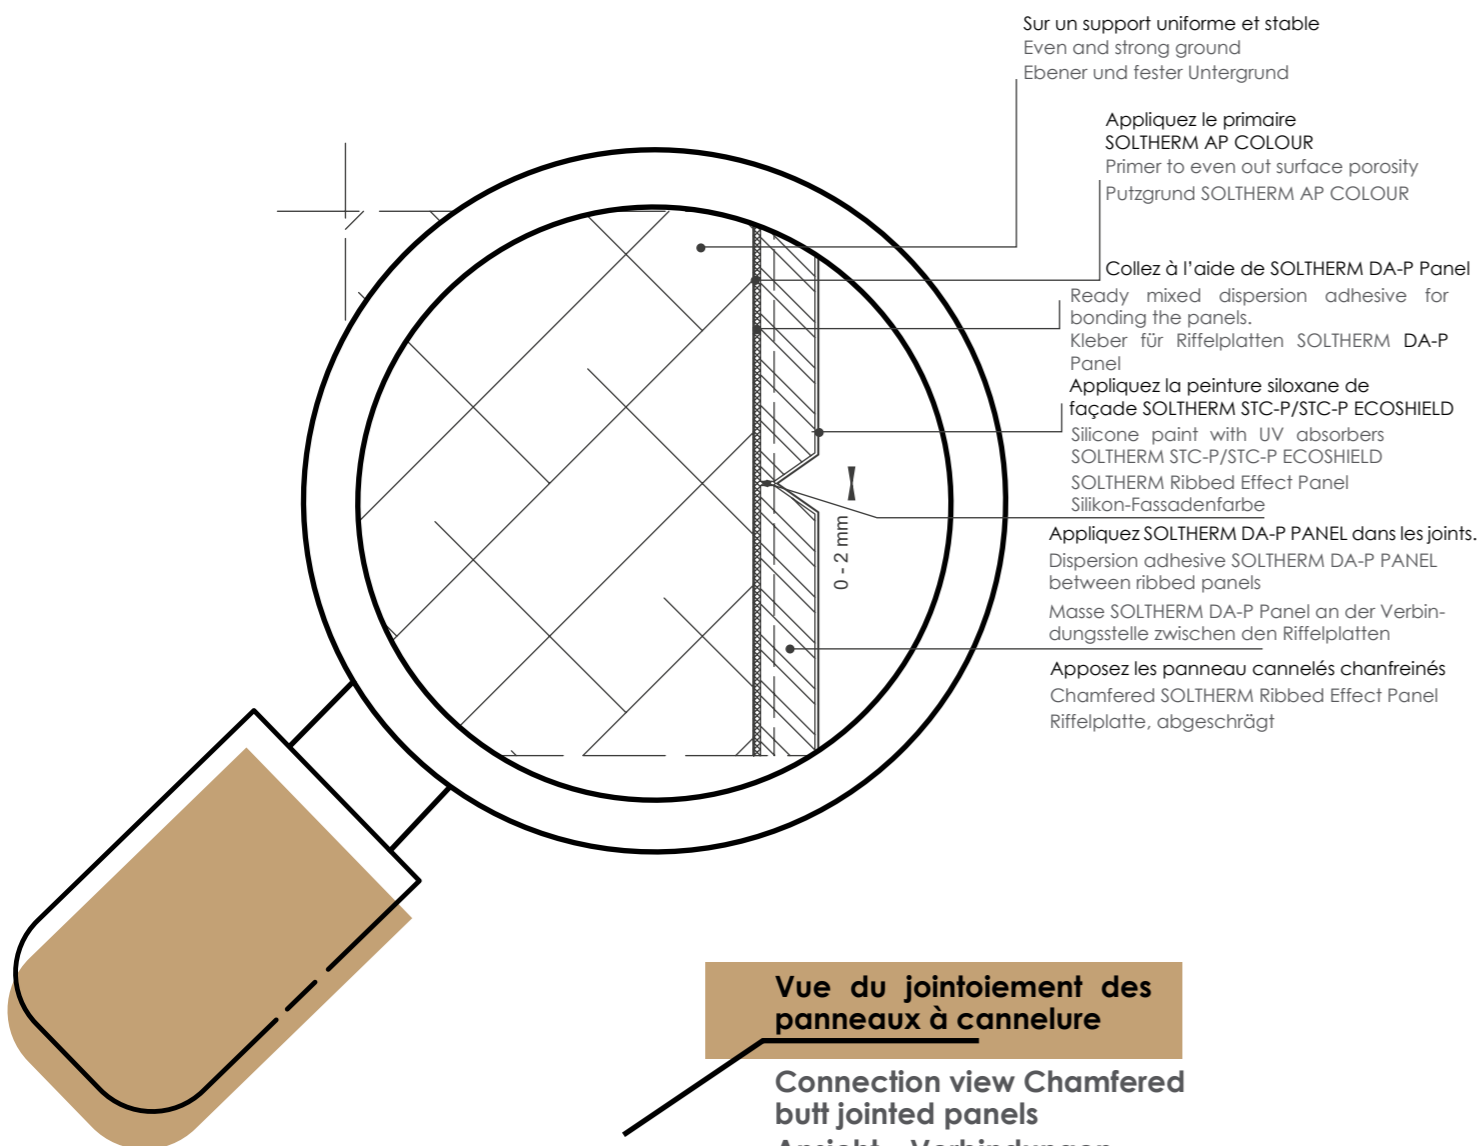 Sur un support uniforme et stable
Even and strong ground
Ebener und fester Untergrund
Appliquez le primaire
SOLTHERM AP COLOUR
Primer to even out surface porosity
Putzgrund SOLTHERM AP COLOUR
Collez à l'aide de SOLTHERM DA-P Panel
Ready mixed dispersion adhesive for
bonding the panels.
Kleber für Riffelplatten SOLTHERM DA-P
Panel
Appliquez la peinture siloxane de
façade SOLTHERM STC-P/STC-P ECOSHIELD
Silicone paint with UV absorbers
SOLTHERM STC-P/STC-P ECOSHIELD
SOLTHERM Ribbed Effect Panel
Silikon-Fassadenfarbe
0 - 2 mm
Appliquez SOLTHERM DA-P PANEL dans les joints.
Dispersion adhesive SOLTHERM DA-P PANEL
between ribbed panels
Masse SOLTHERM DA-P Panel an der Verbin-
dungsstelle zwischen den Riffelplatten
Apposez les panneau cannelés chanfreinés
Chamfered SOLTHERM Ribbed Effect Panel
Riffelplatte, abgeschrägt
Vue du jointoiement des
panneaux à cannelure
Connection view Chamfered
butt jointed panels
Ansicht - Verbindungen